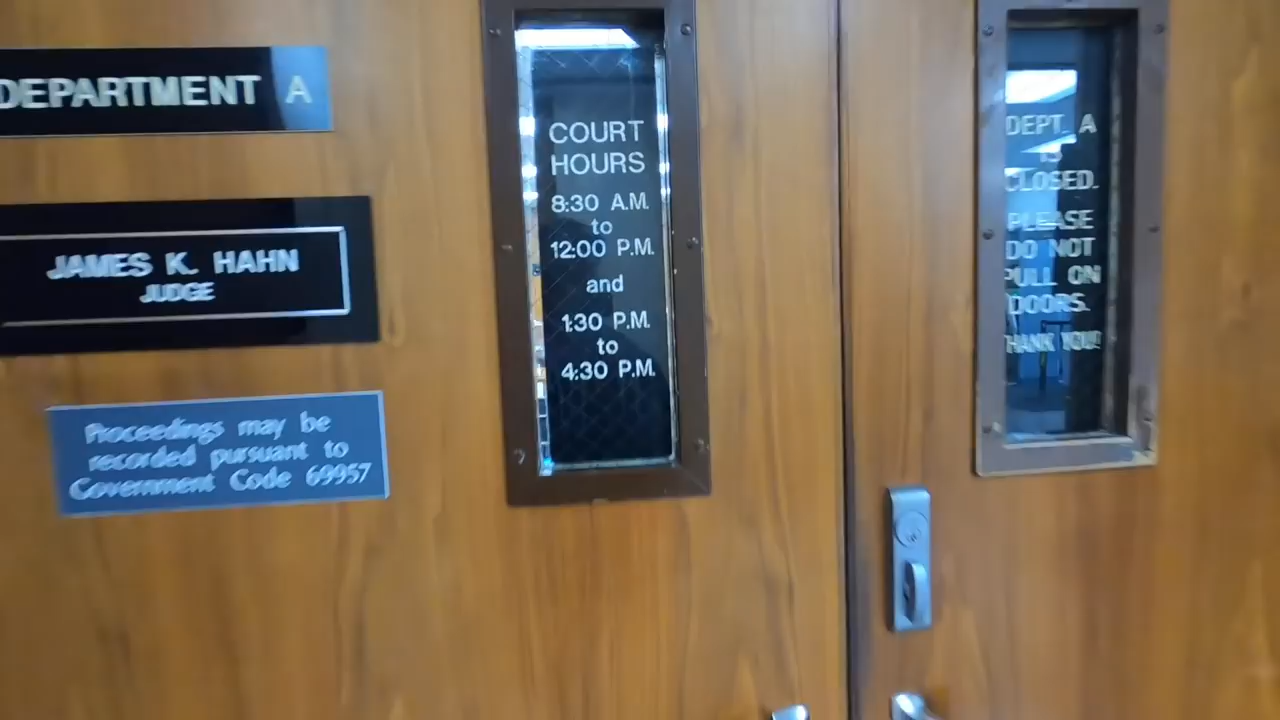 DEPARTMENT A
JAMES K. HAHN
JUDGE
Proceedings may be
recorded pursuant to
Government Code 69957
COURT
HOURS
8:30 A.M.
to
12:00 P.M.
and
1:30 P.M.
to
4:30 P.M.
DEPT. A
IS
CLOSED.
PLEASE
DO NOT
PULL ON
DOORS.
THANK YOU!